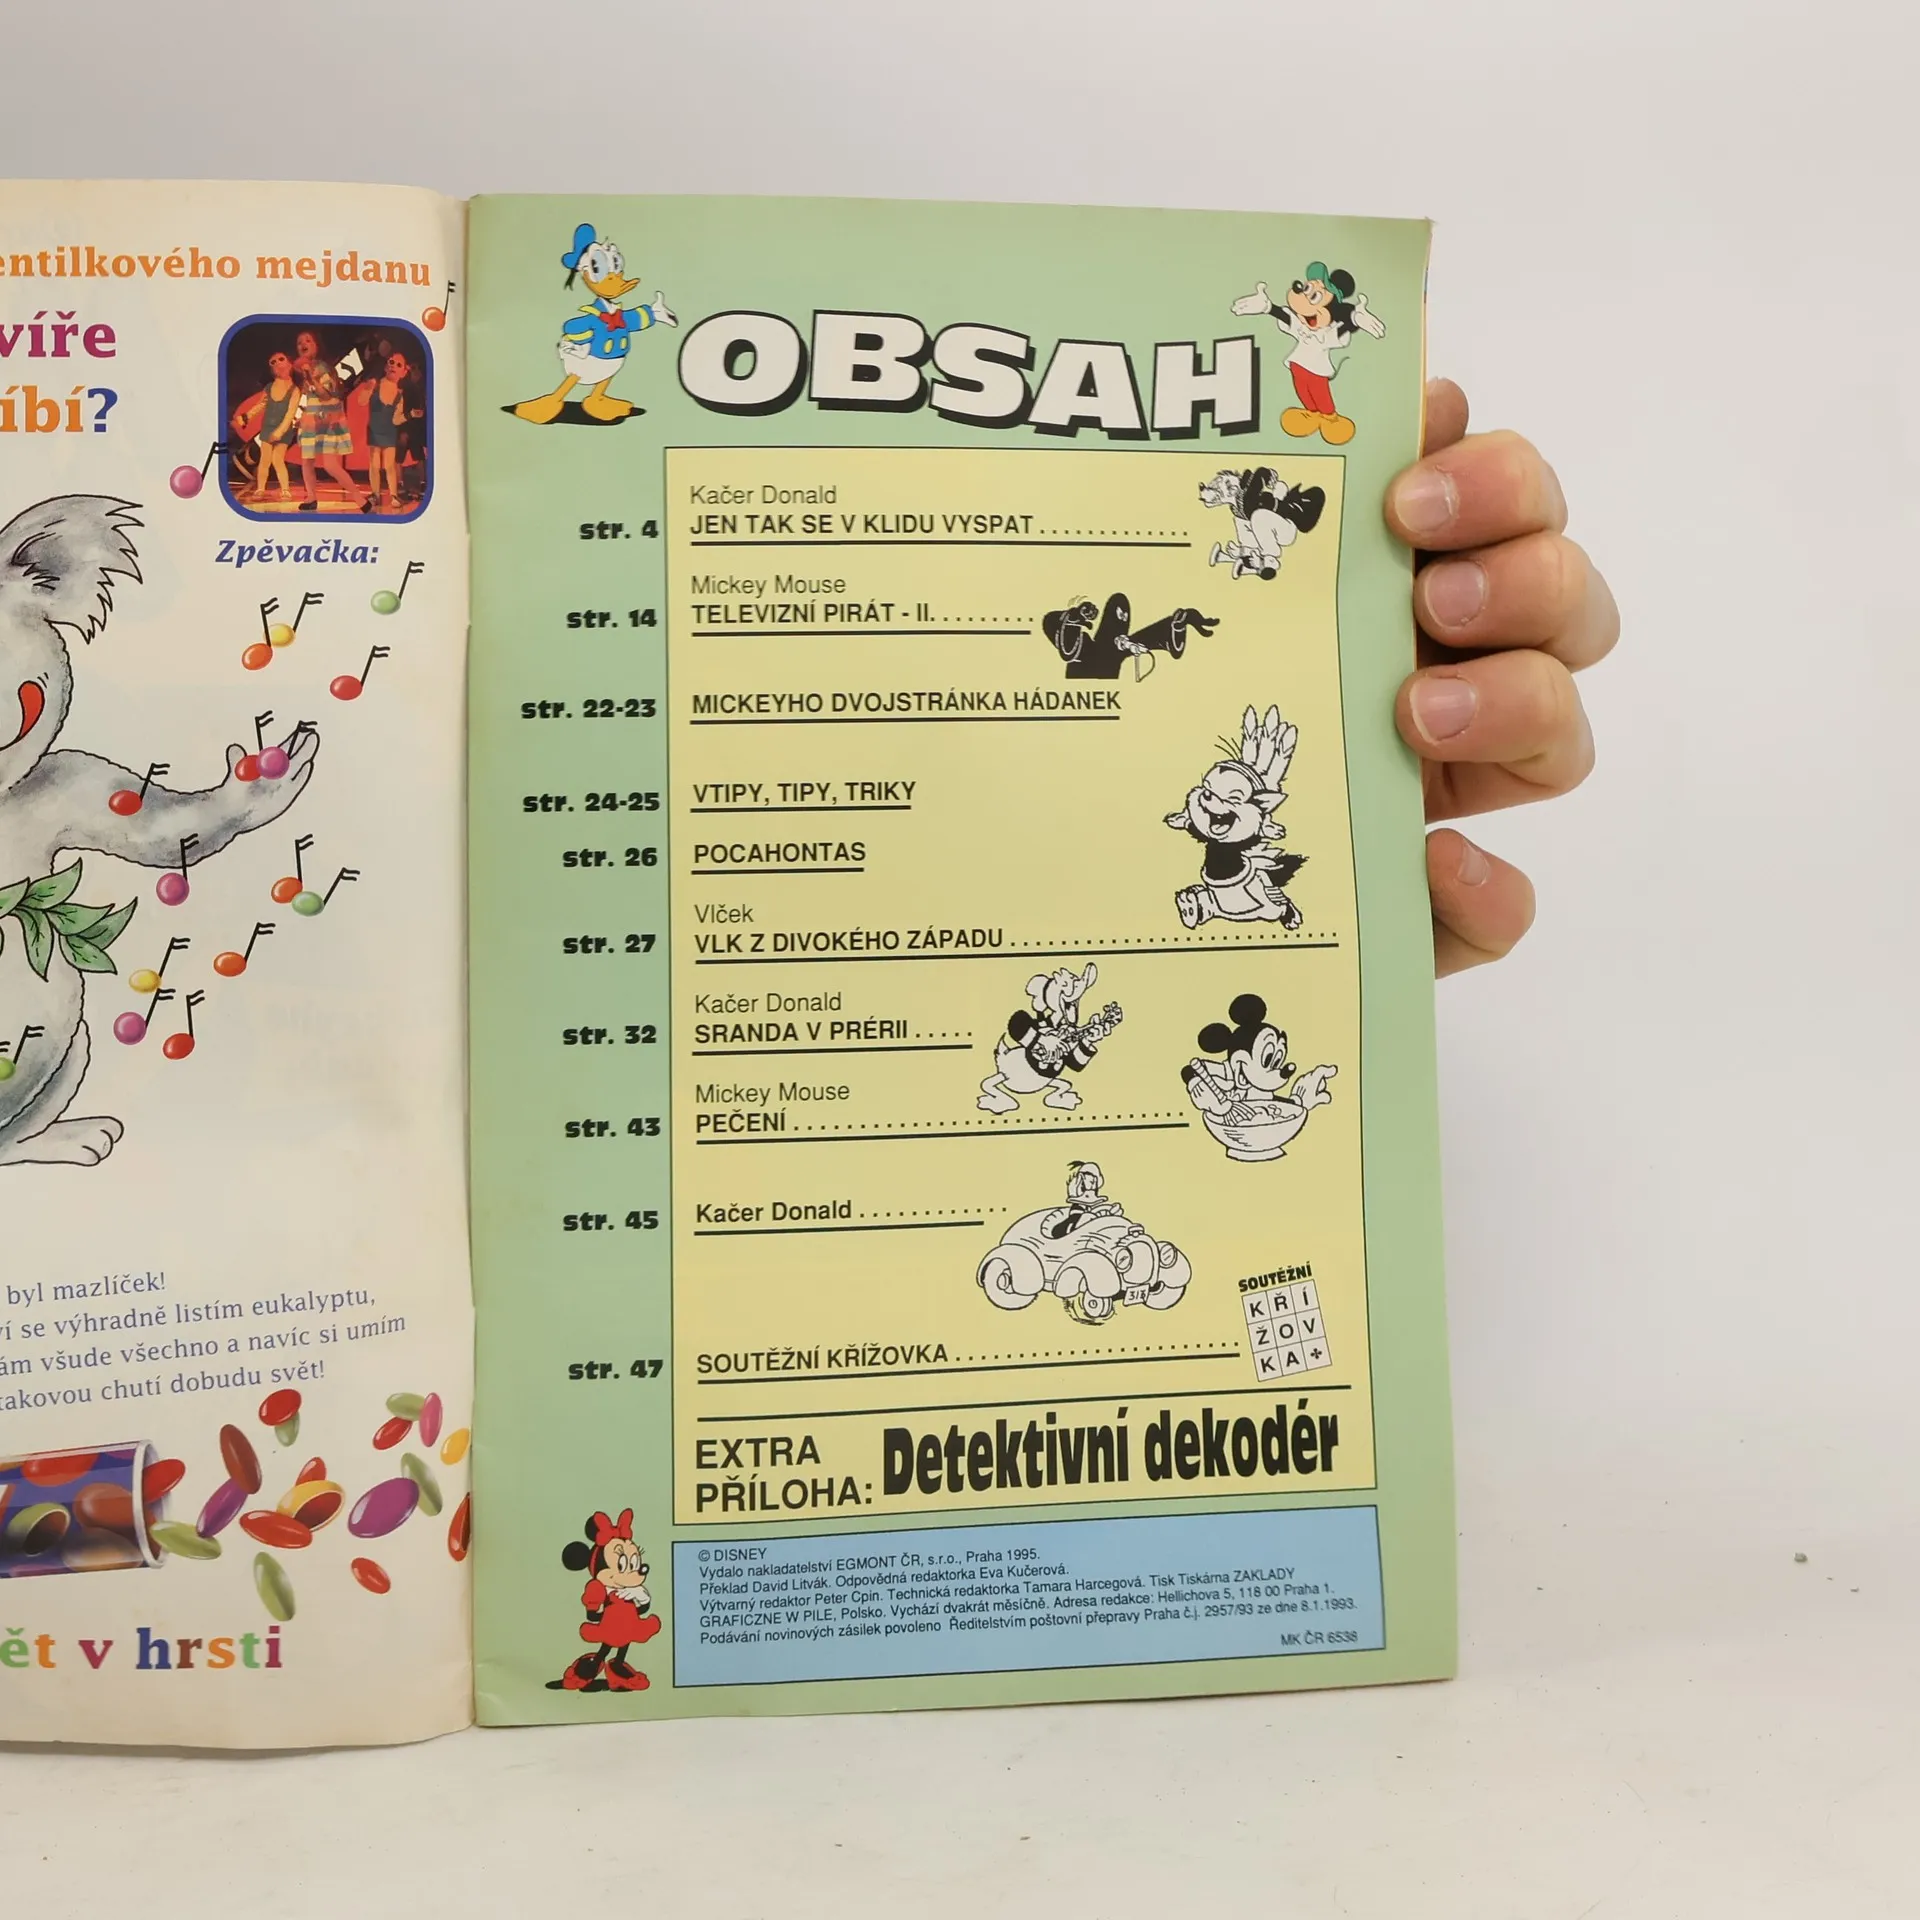 mejdanu
íbí?
Zpěvačka:
byl mazlíček!
se výhradně listím eukalyptu,
všude všechno a navíc si umím
takovou chutí dobudu svět!
v hrsti
OBSAH
str. 4
Kačer Donald
JEN TAK SE V KLIDU VYSPAT
str. 14
Mickey Mouse
TELEVIZNÍ PIRÁT - II.
str. 22-23
MICKEYHO DVOJSTRÁNKA HÁDANEK
str. 24-25
VTIPY, TIPY, TRIKY
str. 26
POCAHONTAS
str. 27
Vlček
VLK Z DIVOKÉHO ZÁPADU
str. 32
Kačer Donald
SRANDA V PRÉRII
str. 43
Mickey Mouse
PEČENÍ
str. 45
Kačer Donald
313
SOUTĚŽNÍ
KŘÍ
ŽOV
KA
str. 47
SOUTĚŽNÍ KŘÍŽOVKA
EXTRA
PŘÍLOHA: Detektivní dekodér
© DISNEY
Vydalo nakladatelství EGMONT ČR, s.r.o., Praha 1995.
Překlad David Litvák. Odpovědná redaktorka Eva Kučerová.
Výtvarný redaktor Peter Cpin. Technická redaktorka Tamara Harcegová. Tisk Tiskárna ZAKLADY
GRAFICZNE W PILE, Polsko. Vychází dvakrát měsíčně. Adresa redakce: Hellichova 5, 118 00 Praha 1.
Podávání novinových zásilek povoleno Ředitelstvím poštovní přepravy Praha č.j. 2957/93 ze dne 8.1.1993.
MK ČR 6538